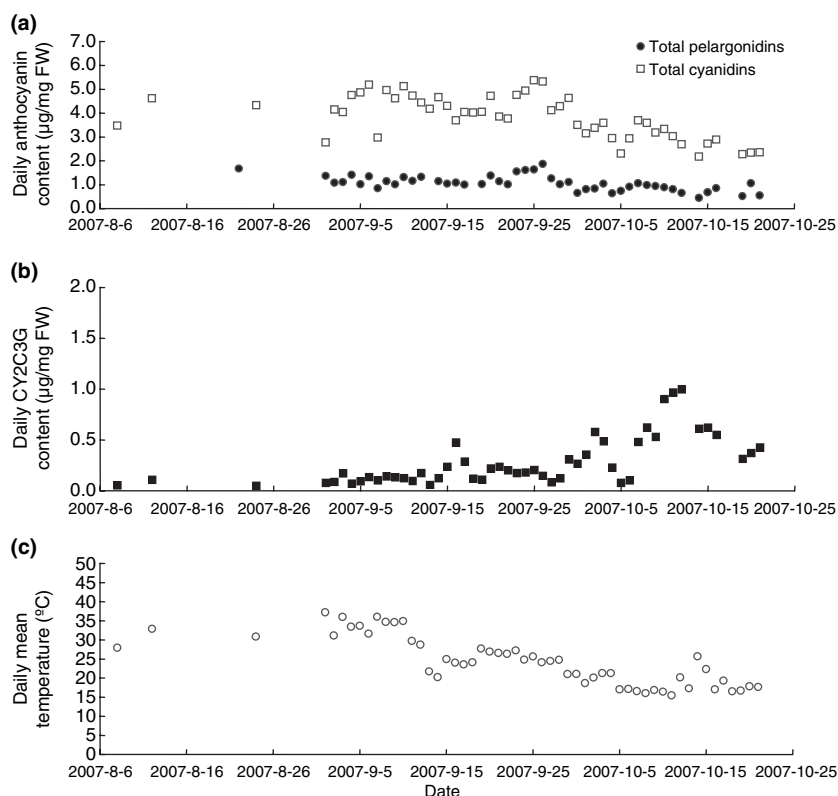 (a)
Daily anthocyanin
content (µg/mg FW)
7.0
6.0
5.0
4.0
3.0
2.0
1.0
0.0
Total pelargonidins
Total cyanidins
2007-8-6 2007-8-16 2007-8-26 2007-9-5 2007-9-15 2007-9-25 2007-10-5 2007-10-15 2007-10-25
(b)
Daily CY2C3G
content (µg/mg FW)
2.0
1.5
1.0
0.5
0.0
2007-8-6 2007-8-16 2007-8-26 2007-9-5 2007-9-15 2007-9-25 2007-10-5 2007-10-15 2007-10-25
(c)
Daily mean
temperature (ºC)
50
45
40
35
30
25
20
15
10
5
0
2007-8-6 2007-8-16 2007-8-26 2007-9-5 2007-9-15 2007-9-25 2007-10-5 2007-10-15 2007-10-25
Date